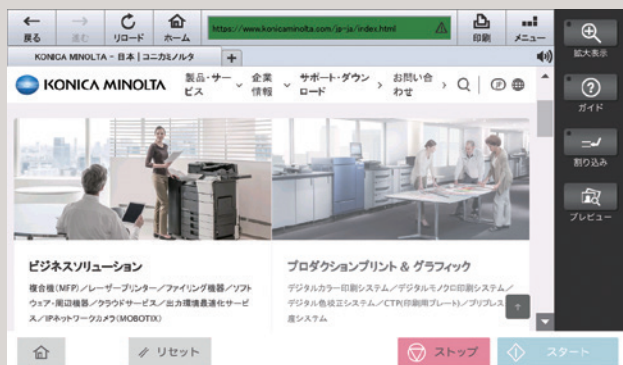 戻る
進む
リロード
ホーム
https://www.konicaminolta.com/jp-ja/index.html
印刷
メニュー
KONICA MINOLTA - 日本 | コニカミノルタ
+
拡大表示
ガイド
割り込み
プレビュー
KONICA MINOLTA
製品・サー
ビス
企業
情報
サポート・ダウン
ロード
お問い合
わせ
ビジネスソリューション
複合機(MFP)／レーザープリンター／ファイリング機器／ソフト
ウェア・周辺機器／クラウドサービス／出力環境最適化サービ
ス／IPネットワークカメラ(MOBOTIX)
プロダクションプリント & グラフィック
デジタルカラー印刷システム／デジタルモノクロ印刷システム／
デジタル色校正システム／CTP(印刷用プレート)／プリプレス
産システム
リセット
ストップ
スタート